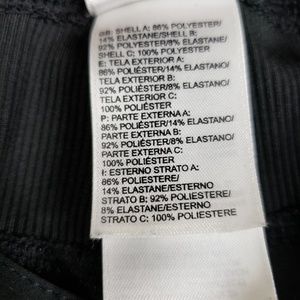 GB: SHELL A: 86% POLYESTER/
14% ELASTANE/SHELL B:
92% POLYESTER/8% ELASTANE/
SHELL C: 100% POLYESTER
E: TELA EXTERIOR A:
86% POLIÉSTER/14% ELASTANO/
TELA EXTERIOR B:
92% POLIÉSTER/8% ELASTANO/
TELA EXTERIOR C:
100% POLIÉSTER
P: PARTE EXTERNA A:
86% POLIÉSTER/14% ELASTANO/
PARTE EXTERNA B:
92% POLIÉSTER/8% ELASTANO/
PARTE EXTERNA C:
100% POLIÉSTER
I: ESTERNO STRATO A:
86% POLIESTERE/
14% ELASTANE/ESTERNO
STRATO B: 92% POLIESTERE/
8% ELASTANE/ESTERNO
STRATO C: 100% POLIESTERE